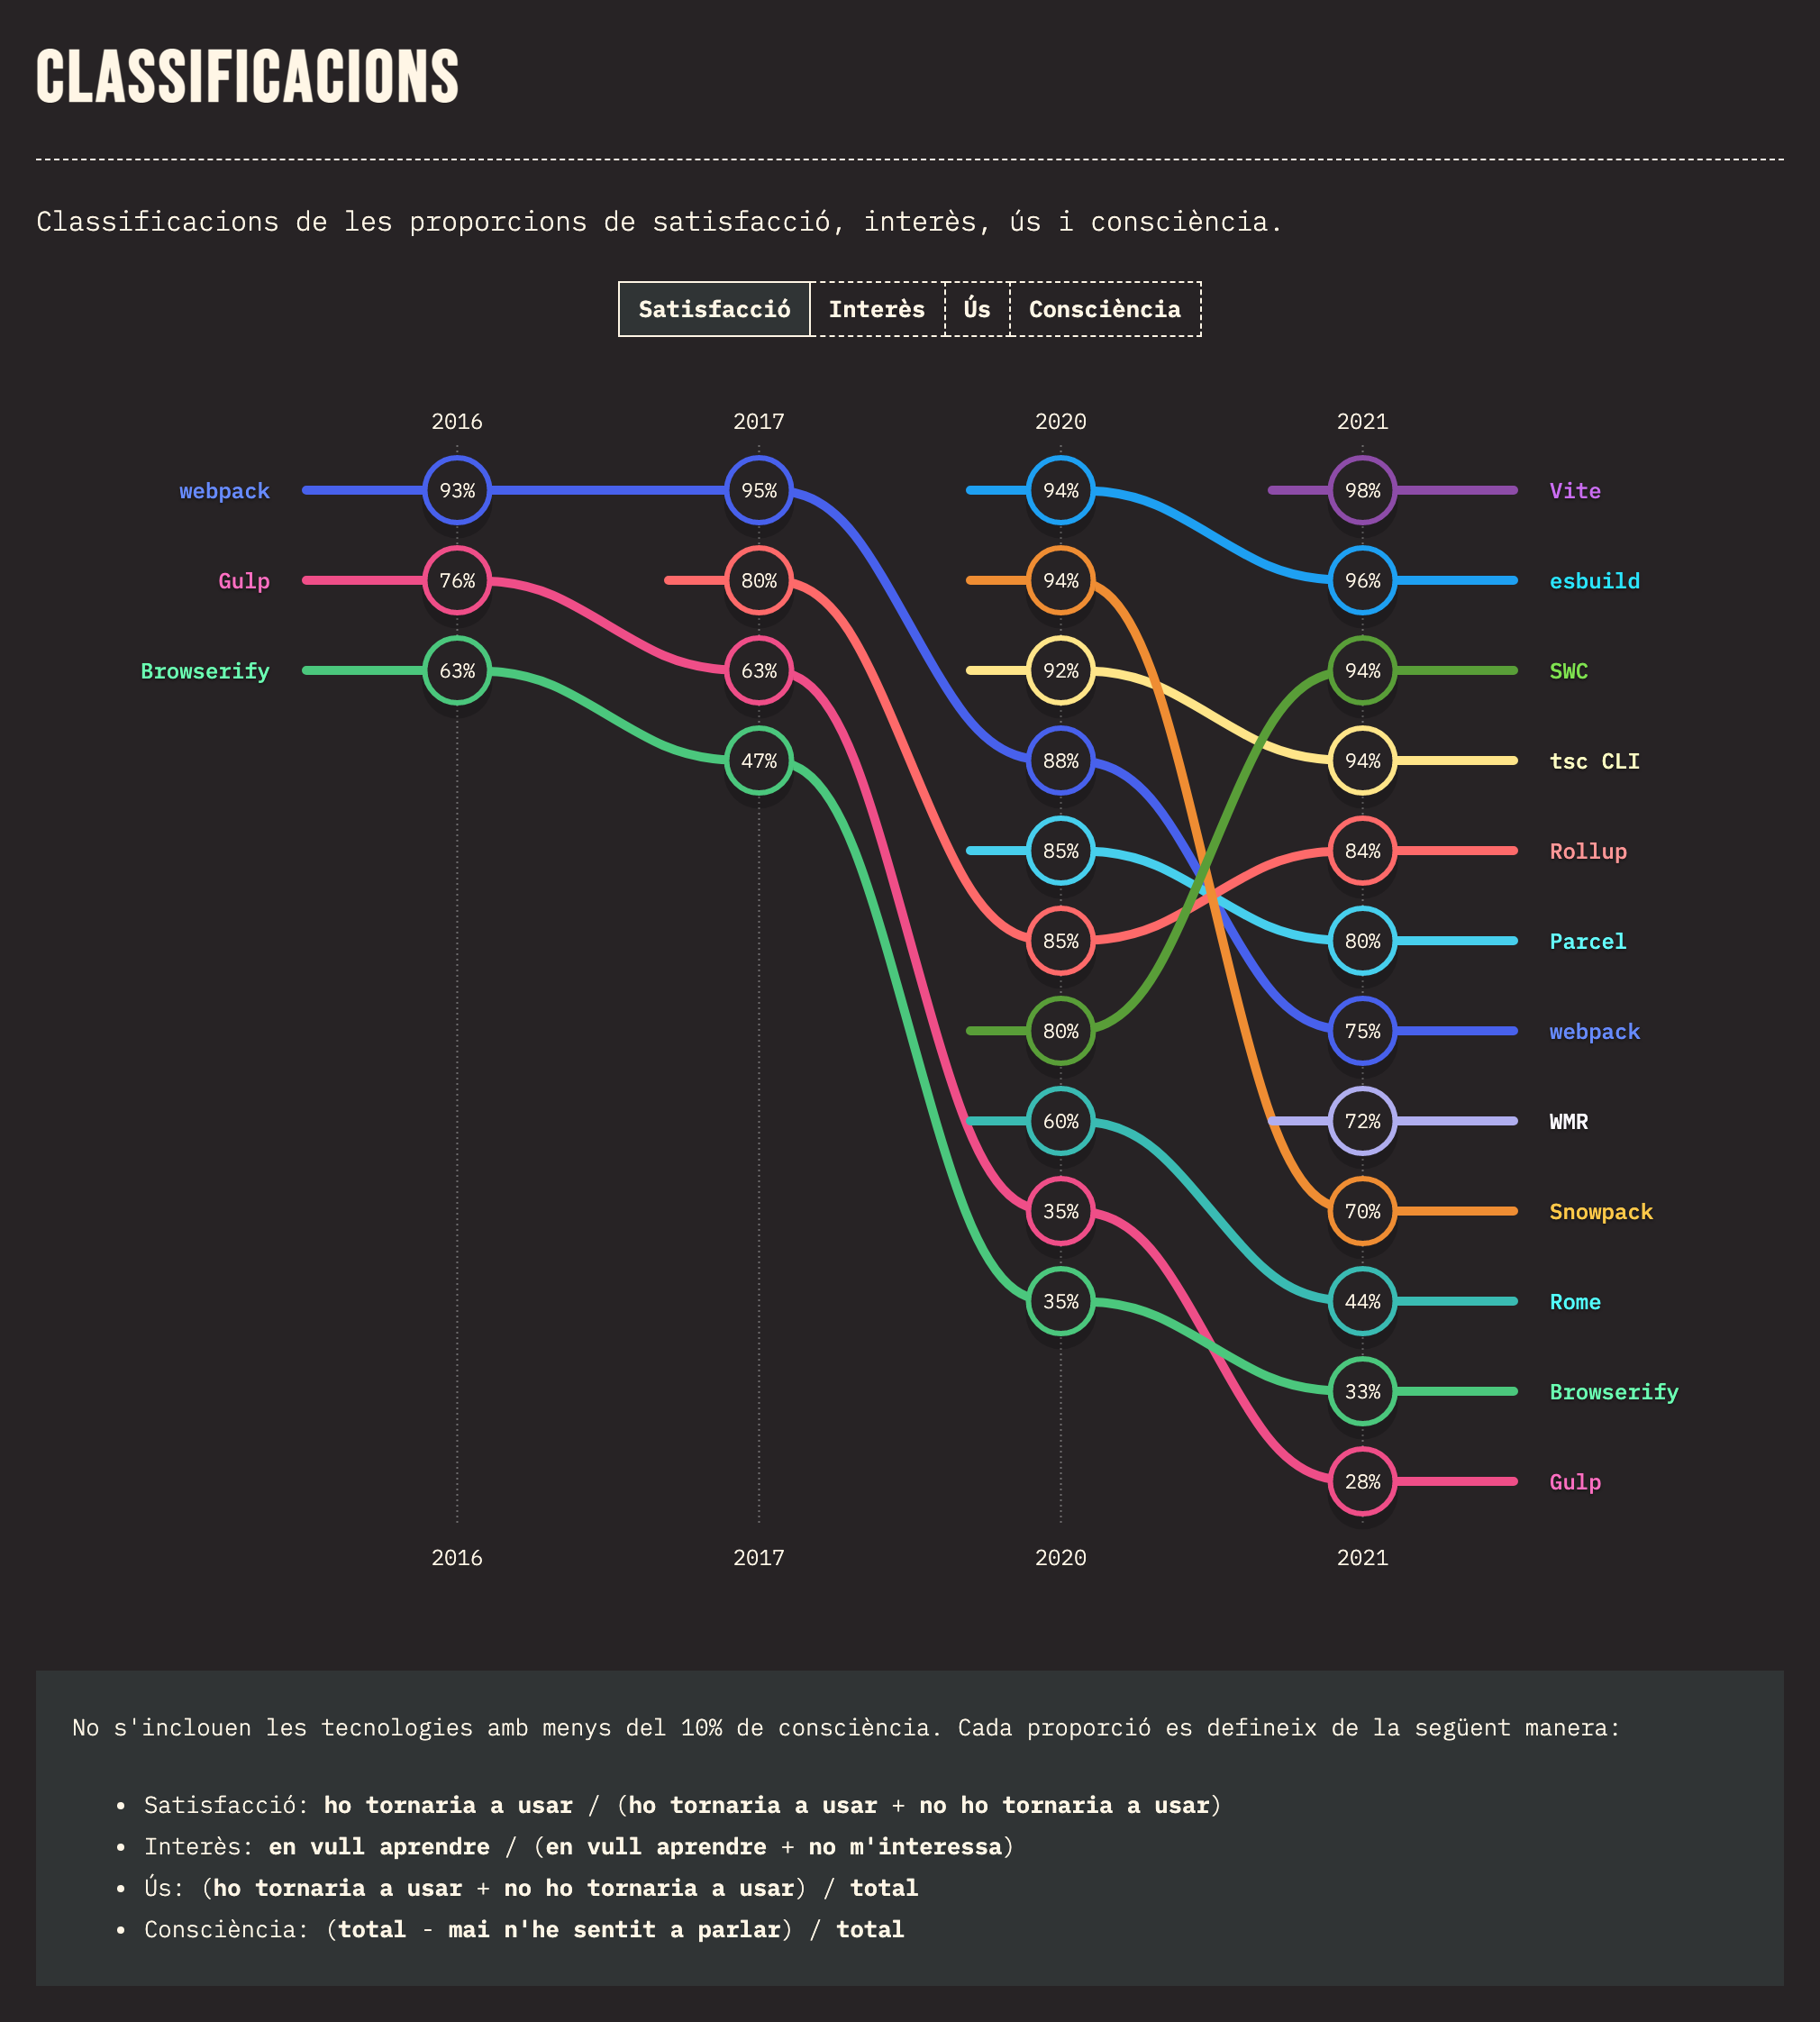 CLASSIFICACIONS
Classificacions de les proporcions de satisfacció, interès, ús i consciència.
Satisfacció Interès Ús Consciència
2016 2017 2020 2021
webpack 93% 95% 94% 98% Vite
Gulp 76% 80% 94% 96% esbuild
Browserify 63% 63% 92% 94% SWC
47% 88% 94% tsc CLI
85% 84% Rollup
85% 80% Parcel
80% 75% webpack
60% 72% WMR
35% 70% Snowpack
35% 44% Rome
33% Browserify
28% Gulp
2016 2017 2020 2021
No s'inclouen les tecnologies amb menys del 10% de consciència. Cada proporció es defineix de la següent manera:
• Satisfacció: ho tornaria a usar / (ho tornaria a usar + no ho tornaria a usar)
• Interès: en vull aprendre / (en vull aprendre + no m'interessa)
• Ús: (ho tornaria a usar + no ho tornaria a usar) / total
• Consciència: (total - mai n'he sentit a parlar) / total